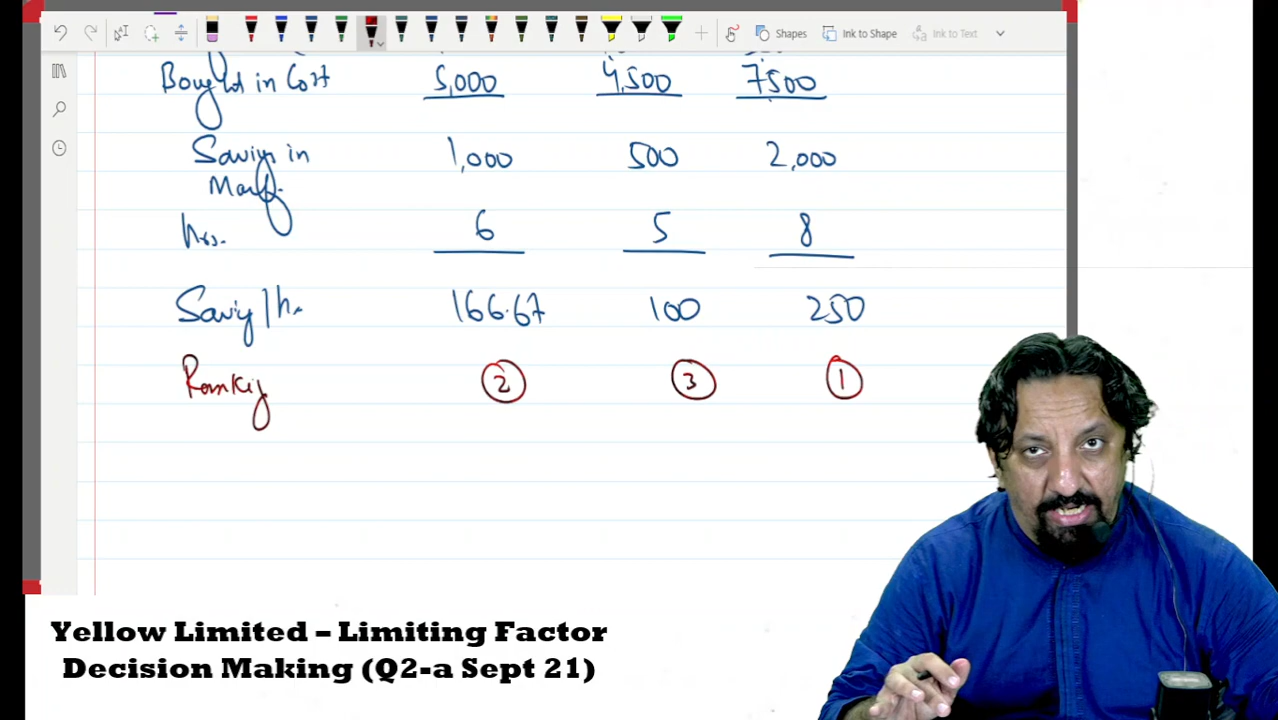 Shapes Ink to Shape Ink to Text
Bought in Cost 5,000 4,500 7500
Saving in 1,000 500 2,000
Manf.
hrs. 6 5 8
Saving/hr 166.67 100 250
Ranking 2 3 1
Yellow Limited – Limiting Factor
Decision Making (Q2-a Sept 21)